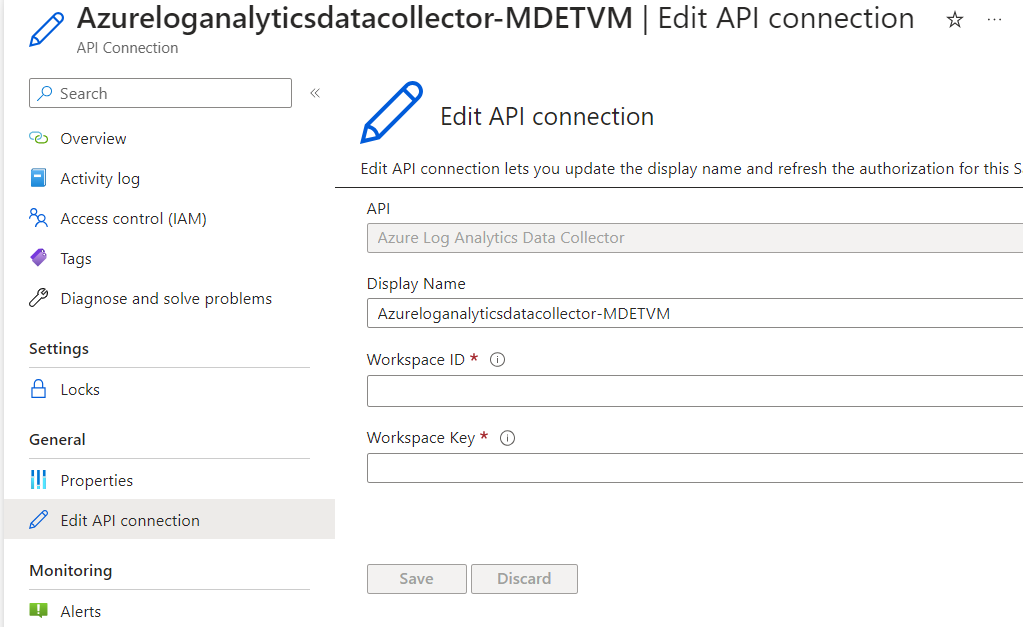 Azureloganalyticsdatacollector-MDETVM | Edit API connection
API Connection
Search
«
Overview
Activity log
Access control (IAM)
Tags
Diagnose and solve problems
Settings
Locks
General
Properties
Edit API connection
Monitoring
Alerts
Edit API connection
Edit API connection lets you update the display name and refresh the authorization for this S
API
Azure Log Analytics Data Collector
Display Name
Azureloganalyticsdatacollector-MDETVM
Workspace ID *
Workspace Key *
Save Discard